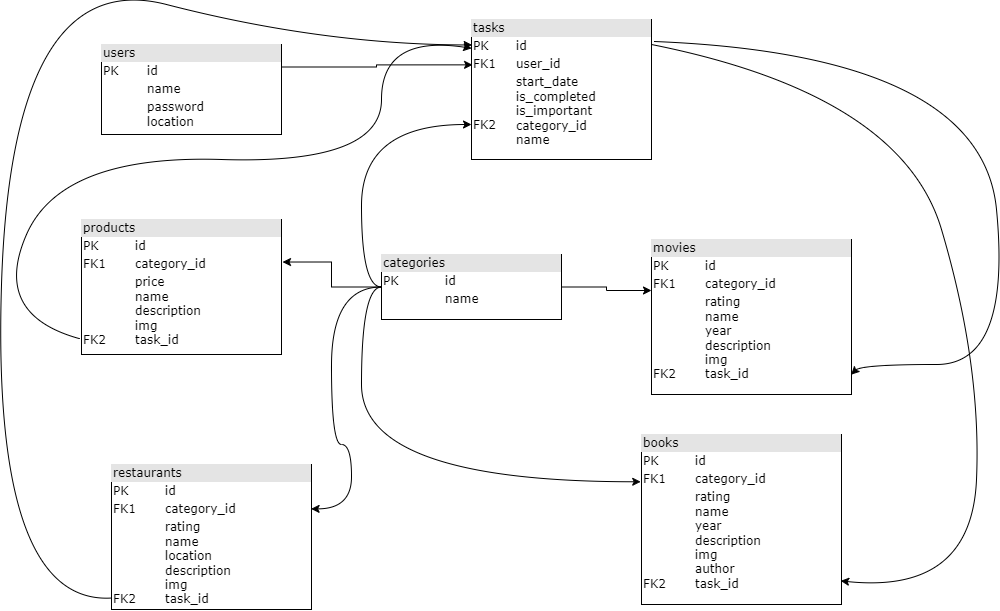 tasks
PK id
FK1 user_id
start_date
is_completed
is_important
FK2 category_id
name
users
PK id
name
password
location
products
PK id
FK1 category_id
price
name
description
img
FK2 task_id
categories
PK id
name
movies
PK id
FK1 category_id
rating
name
year
description
img
FK2 task_id
restaurants
PK id
FK1 category_id
rating
name
location
description
img
FK2 task_id
books
PK id
FK1 category_id
rating
name
year
description
img
author
FK2 task_id